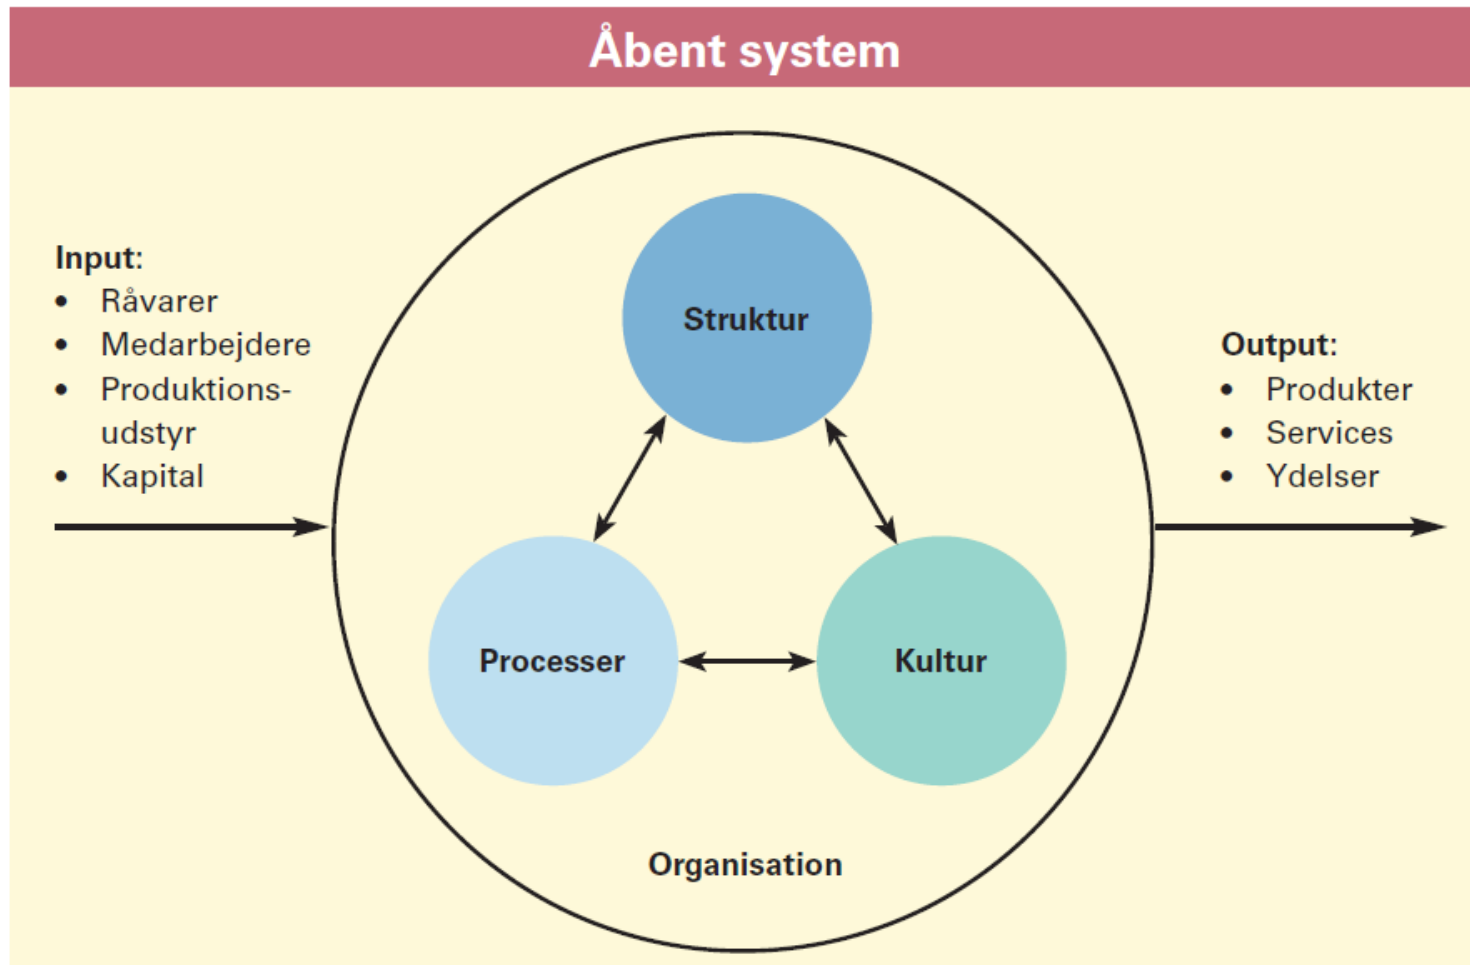 Åbent system
Input:
• Råvarer
• Medarbejdere
• Produktions-
udstyr
• Kapital
Struktur
Output:
• Produkter
• Services
• Ydelser
Processer
Kultur
Organisation